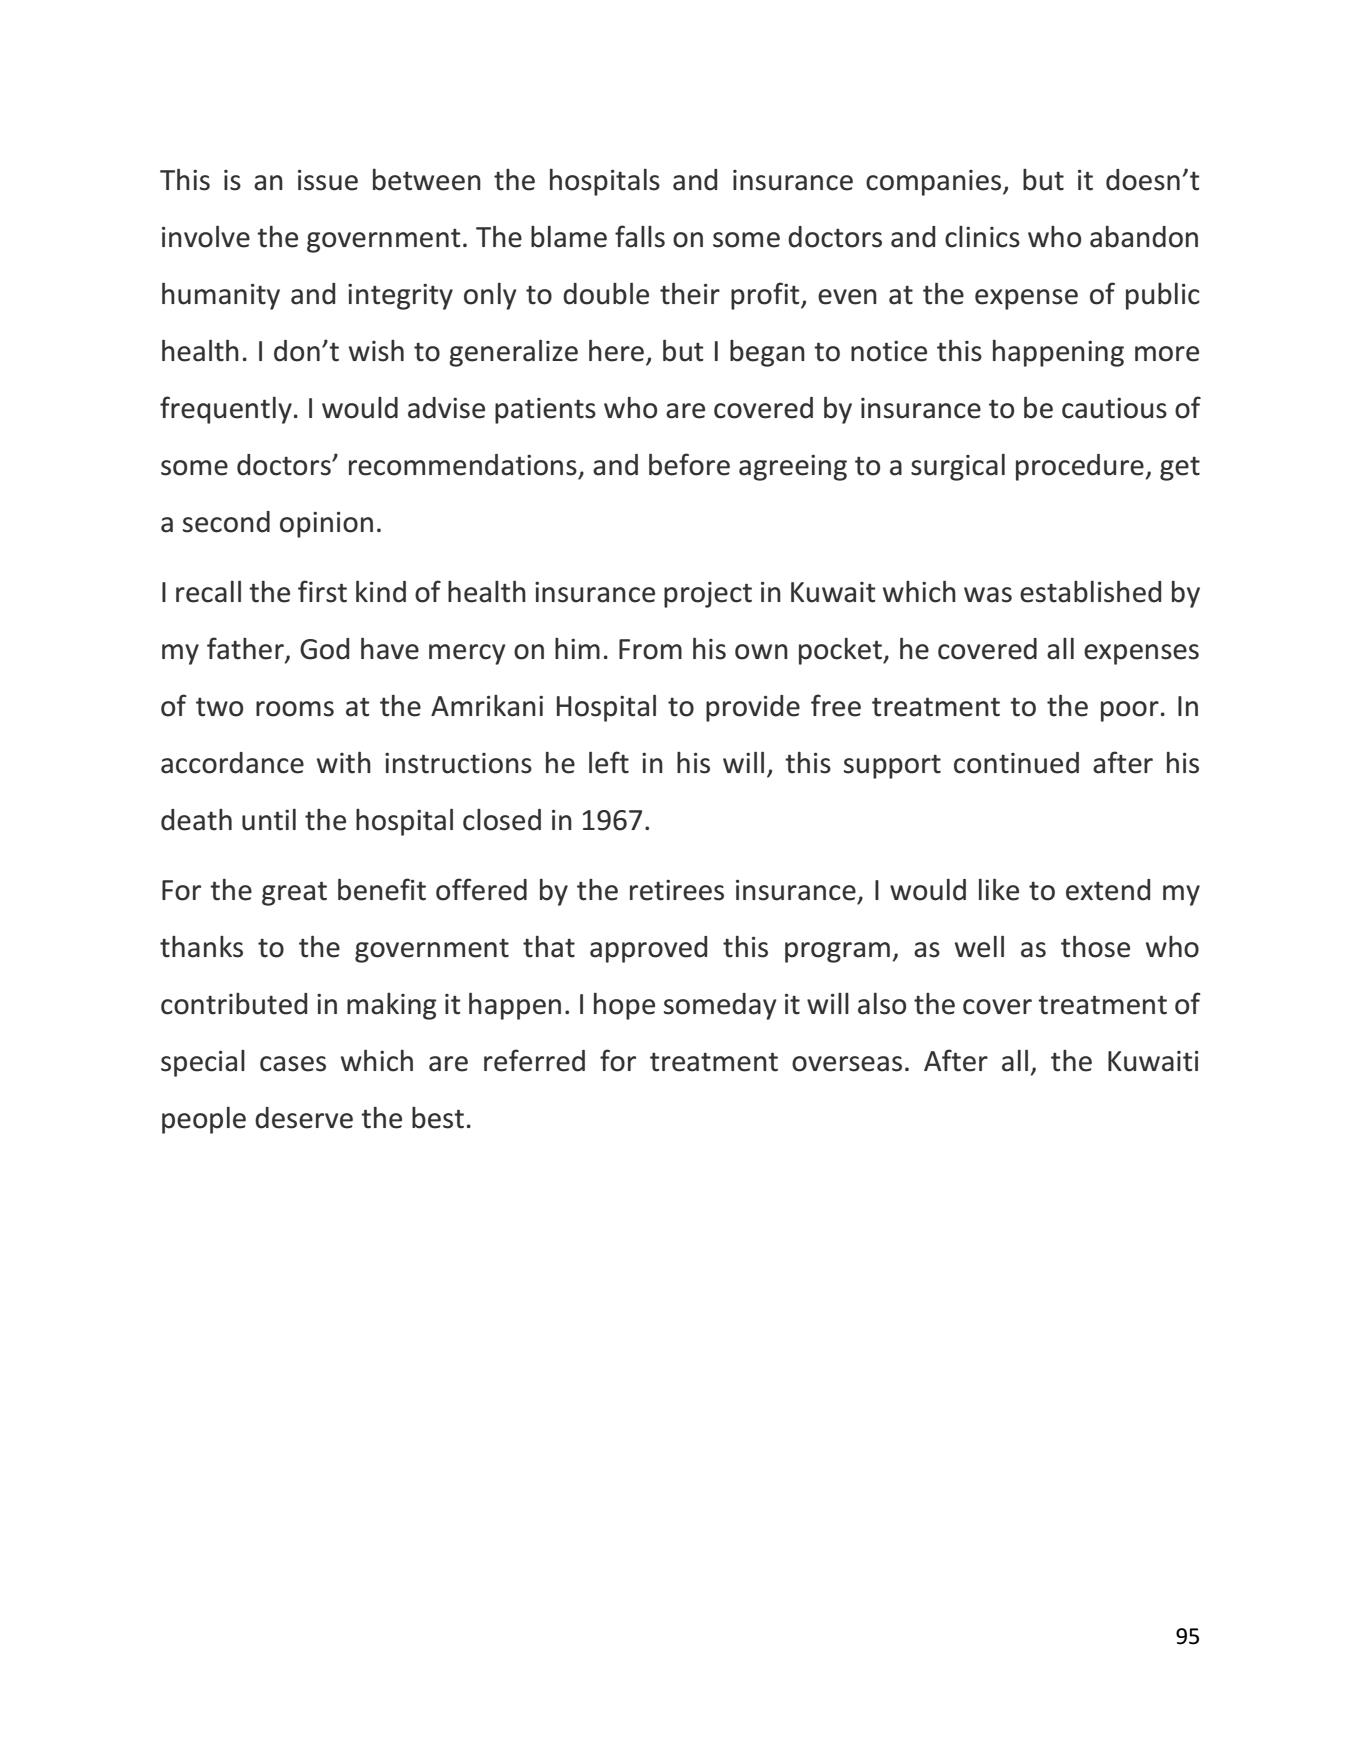 This is an issue between the hospitals and insurance companies, but it doesn’t
involve the government. The blame falls on some doctors and clinics who abandon
humanity and integrity only to double their profit, even at the expense of public
health. I don’t wish to generalize here, but I began to notice this happening more
frequently. I would advise patients who are covered by insurance to be cautious of
some doctors’ recommendations, and before agreeing to a surgical procedure, get
a second opinion.
I recall the first kind of health insurance project in Kuwait which was established by
my father, God have mercy on him. From his own pocket, he covered all expenses
of two rooms at the Amrikani Hospital to provide free treatment to the poor. In
accordance with instructions he left in his will, this support continued after his
death until the hospital closed in 1967.
For the great benefit offered by the retirees insurance, I would like to extend my
thanks to the government that approved this program, as well as those who
contributed in making it happen. I hope someday it will also the cover treatment of
special cases which are referred for treatment overseas. After all, the Kuwaiti
people deserve the best.
95